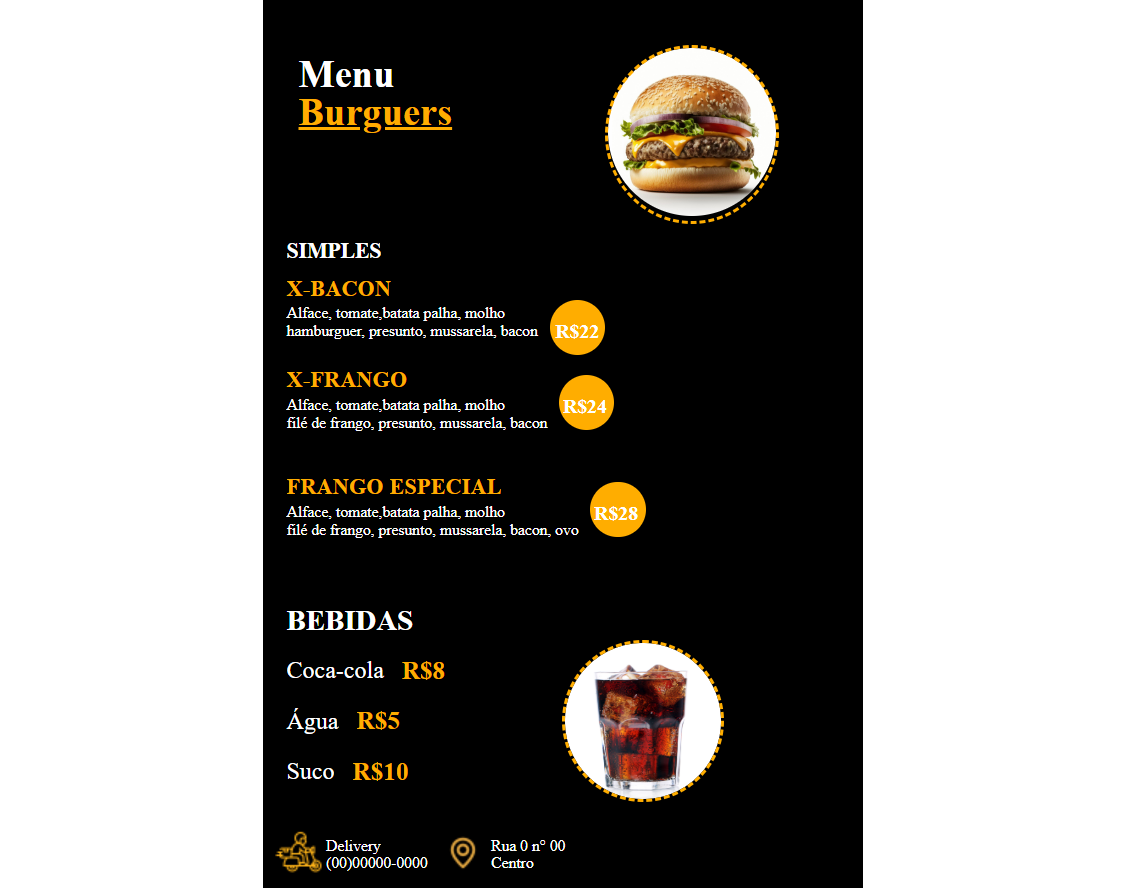 Menu
Burguers
SIMPLES
X-BACON
Alface, tomate,batata palha, molho
hamburguer, presunto, mussarela, bacon
R$22
X-FRANGO
Alface, tomate,batata palha, molho
filé de frango, presunto, mussarela, bacon
R$24
FRANGO ESPECIAL
Alface, tomate,batata palha, molho
filé de frango, presunto, mussarela, bacon, ovo
R$28
BEBIDAS
Coca-cola R$8
Água R$5
Suco R$10
Delivery
(00)00000-0000
Rua 0 n° 00
Centro